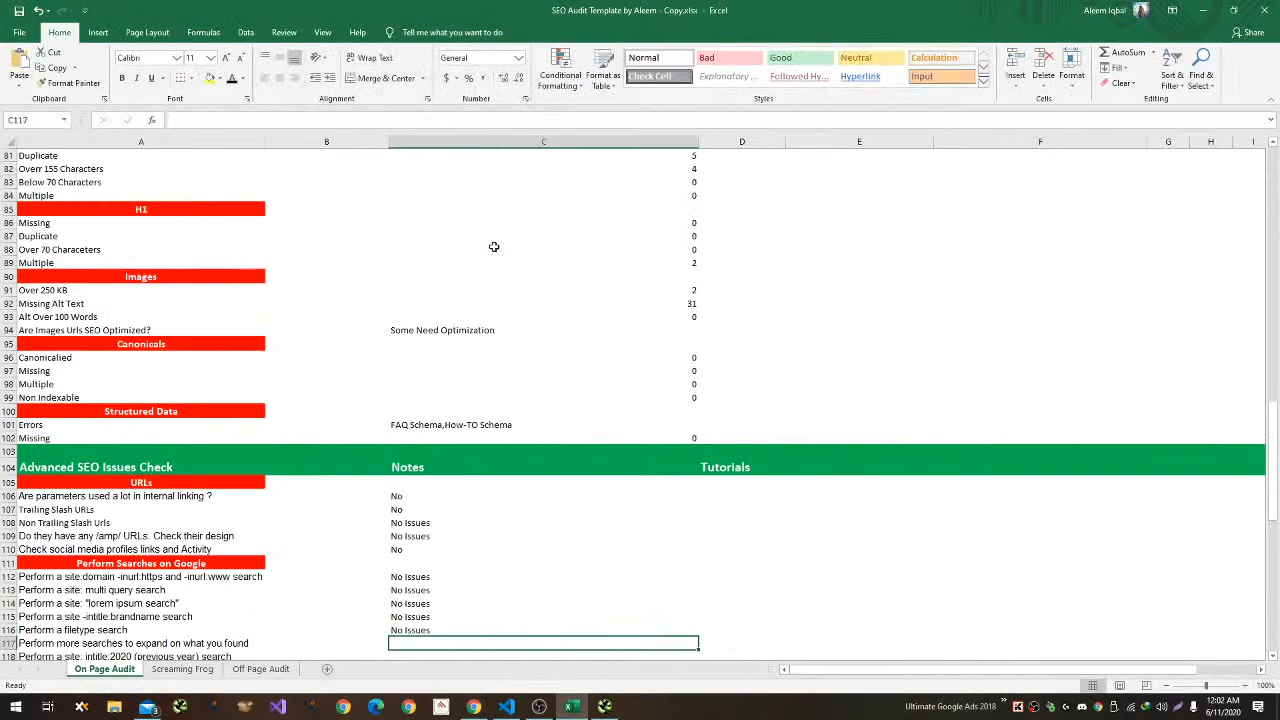 SEO Audit Template by Aleem - Copy.xlsx - Excel
Aleem Iqbal
File Home Insert Page Layout Formulas Data Review View Help Tell me what you want to do Share
Paste
Cut
Copy
Format Painter
Clipboard
Calibri 11
B I U
Font
Wrap Text
Merge & Center
Alignment
General
$ % ,
Number
Conditional Formatting
Format as Table
Normal Bad Good Neutral Calculation
Check Cell Explanatory ... Followed Hy... Hyperlink Input
Styles
Insert Delete Format
Cells
AutoSum
Fill
Clear
Sort & Filter
Find & Select
Editing
C117 fx
A B C D E F G H I
81 Duplicate 5
82 Overr 155 Characters 4
83 Below 70 Characters 0
84 Multiple 0
85 H1
86 Missing 0
87 Duplicate 0
88 Over 70 Characeters 0
89 Multiple 2
90 Images
91 Over 250 KB 2
92 Missing Alt Text 31
93 Alt Over 100 Words 0
94 Are Images Urls SEO Optimized? Some Need Optimization
95 Canonicals
96 Canonicalied 0
97 Missing 0
98 Multiple 0
99 Non Indexable 0
100 Structured Data
101 Errors FAQ Schema,How-TO Schema
102 Missing 0
103
104 Advanced SEO Issues Check Notes Tutorials
105 URLs
106 Are parameters used a lot in internal linking ? No
107 Trailing Slash URLs No
108 Non Trailing Slash Urls No Issues
109 Do they have any /amp/ URLs. Check their design No Issues
110 Check social media profiles links and Activity No
111 Perform Searches on Google
112 Perform a site:domain -inurl:https and -inurl:www search No Issues
113 Perform a site: multi query search No Issues
114 Perform a site: "lorem ipsum search" No Issues
115 Perform a site -intitle:brandname search No Issues
116 Perform a filetype search No Issues
117 Perform more searches to expand on what you found
118 Perform a site: intitle:2020 (previous year) search
On Page Audit Screaming Frog Off Page Audit
Ready 100%
Ultimate Google Ads 2018
12:02 AM
6/11/2020